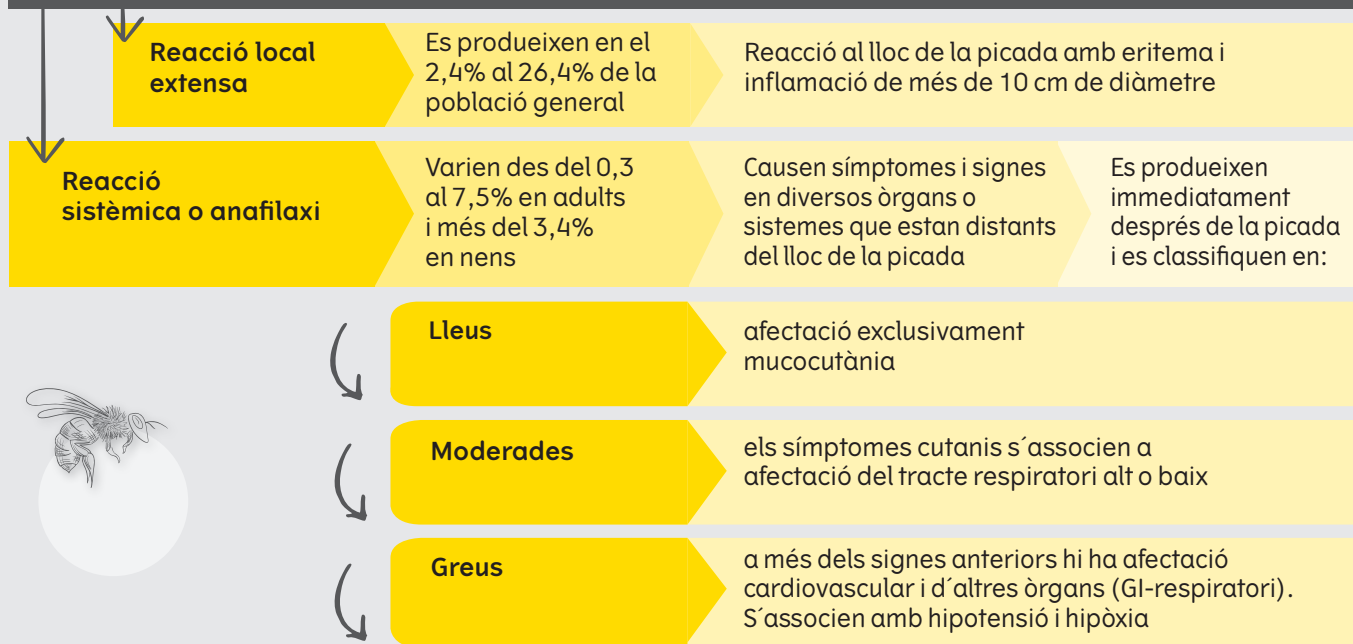 Reacció local
extensa
Es produeixen en el
2,4% al 26,4% de la
població general
Reacció al lloc de la picada amb eritema i
inflamació de més de 10 cm de diàmetre
Reacció
sistèmica o anafilaxi
Varien des del 0,3
al 7,5% en adults
i més del 3,4%
en nens
Causen símptomes i signes
en diversos òrgans o
sistemes que estan distants
del lloc de la picada
Es produeixen
immediatament
després de la picada
i es classifiquen en:
Lleus
afectació exclusivament
mucocutània
Moderades
els símptomes cutanis s´associen a
afectació del tracte respiratori alt o baix
Greus
a més dels signes anteriors hi ha afectació
cardiovascular i d´altres òrgans (GI-respiratori).
S´associen amb hipotensió i hipòxia